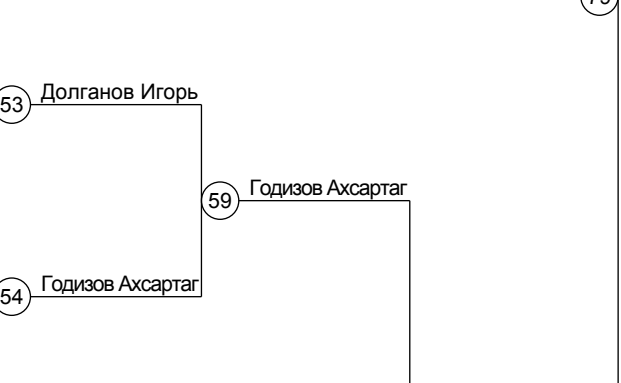 53 Долганов Игорь
59 Годизов Ахсартаг
54 Годизов Ахсартаг